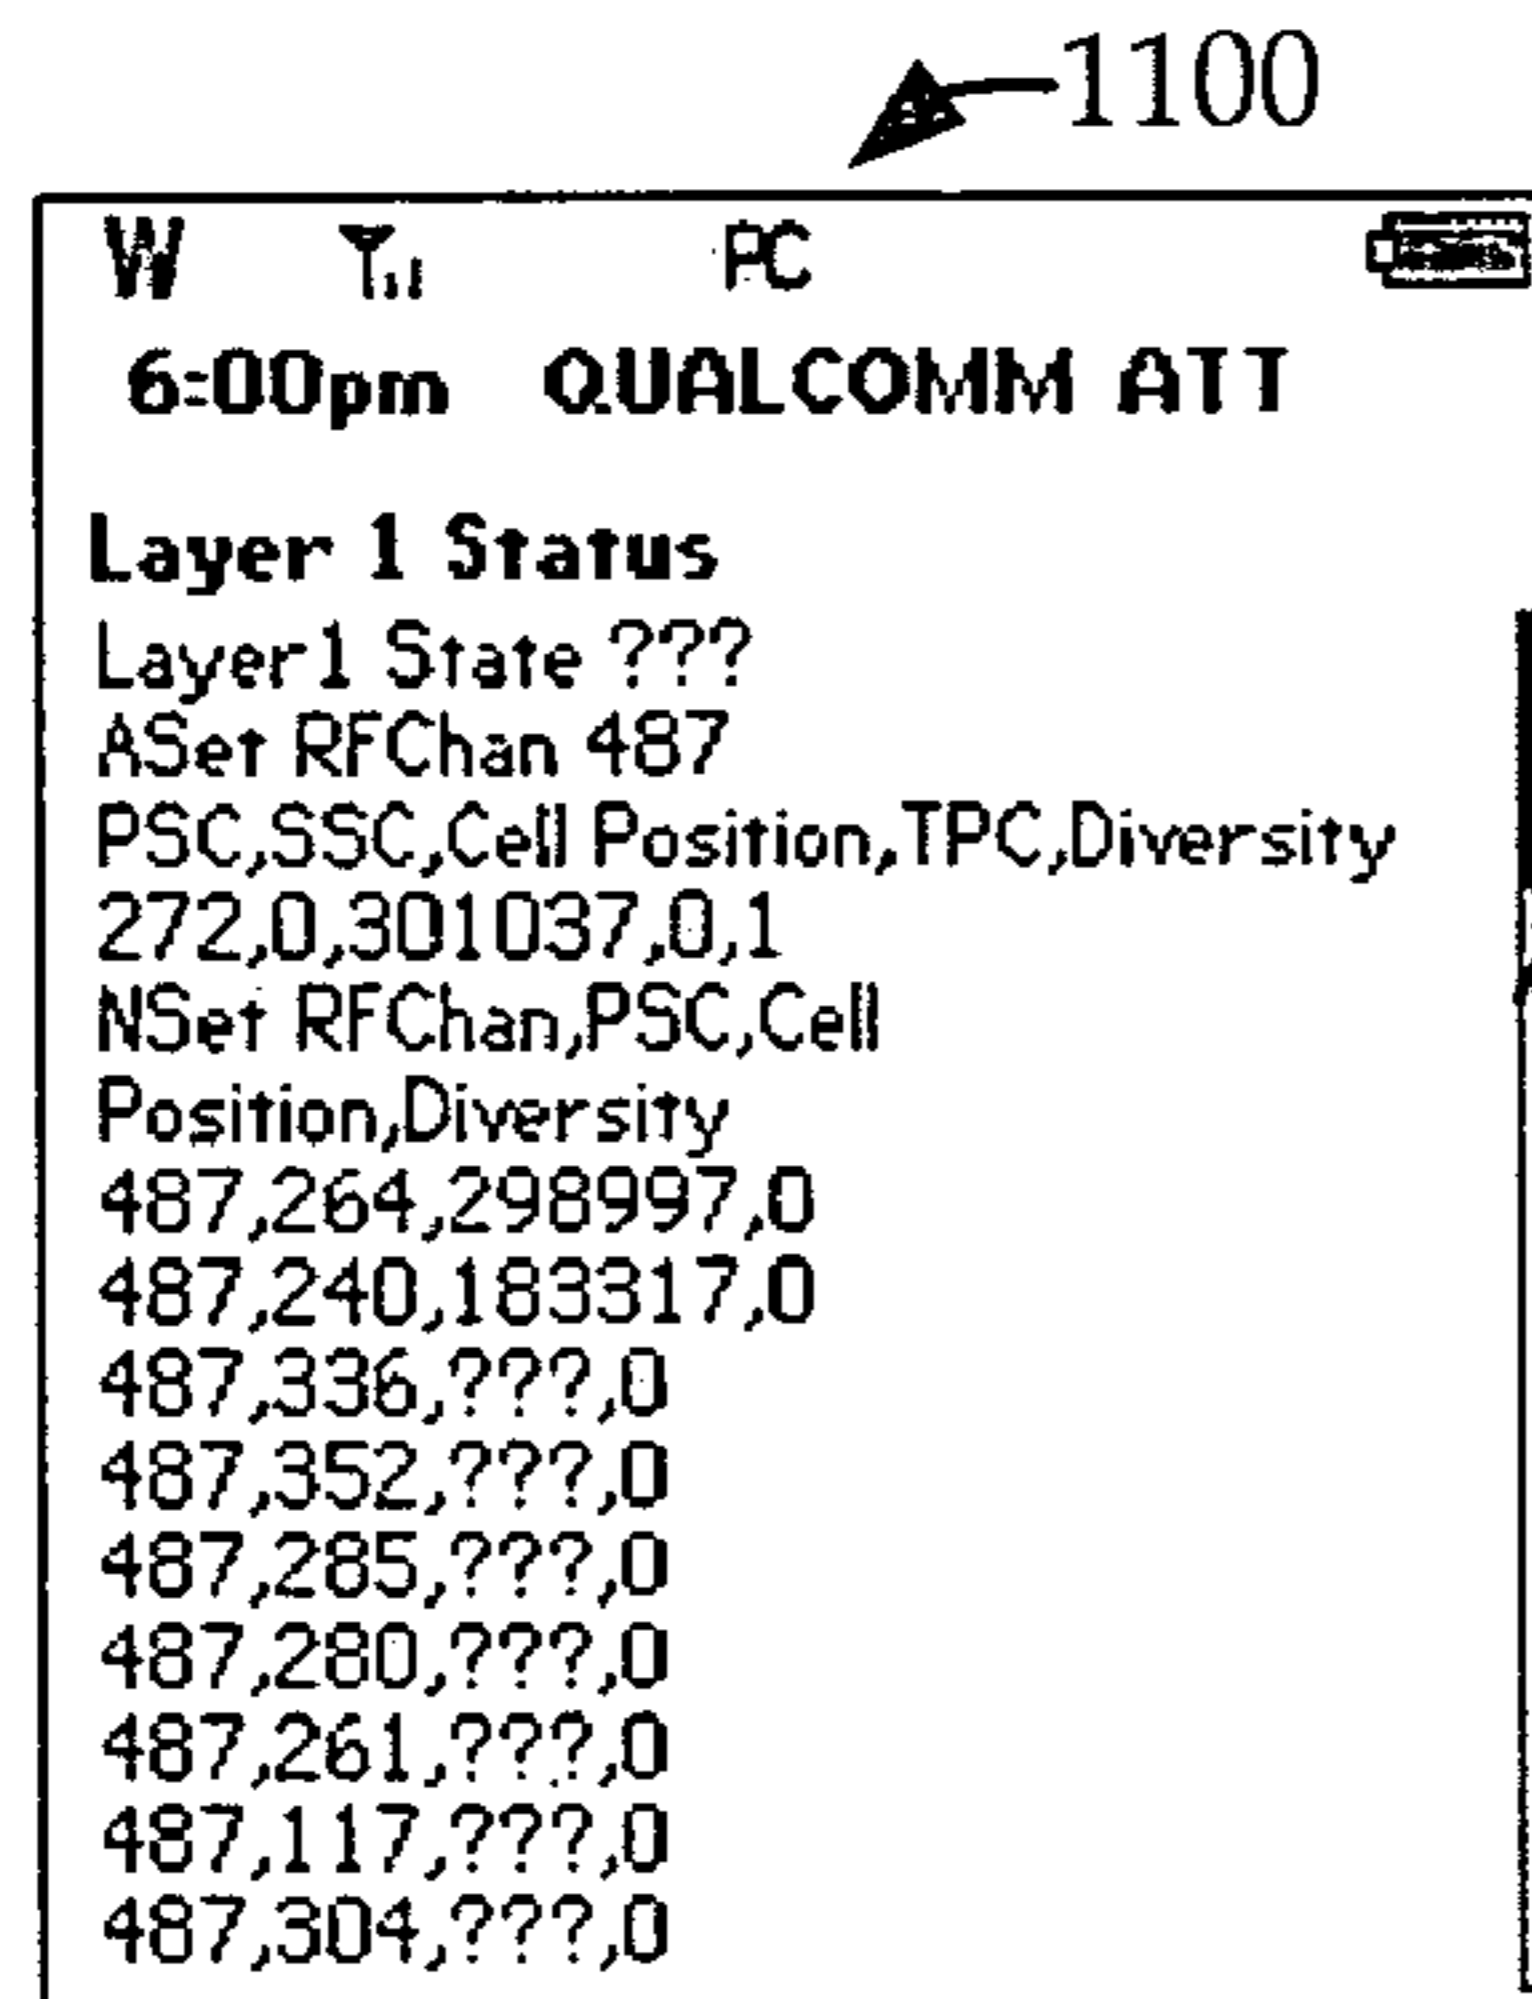 1100
W PC
6:00pm QUALCOMM ATT
Layer 1 Status
Layer1 State ???
ASet RFChan 487
PSC,SSC,Cell Position,TPC,Diversity
272,0,301037,0,1
NSet RFChan,PSC,Cell
Position,Diversity
487,264,298997,0
487,240,183317,0
487,336,???,0
487,352,???,0
487,285,???,0
487,280,???,0
487,261,???,0
487,117,???,0
487,304,???,0